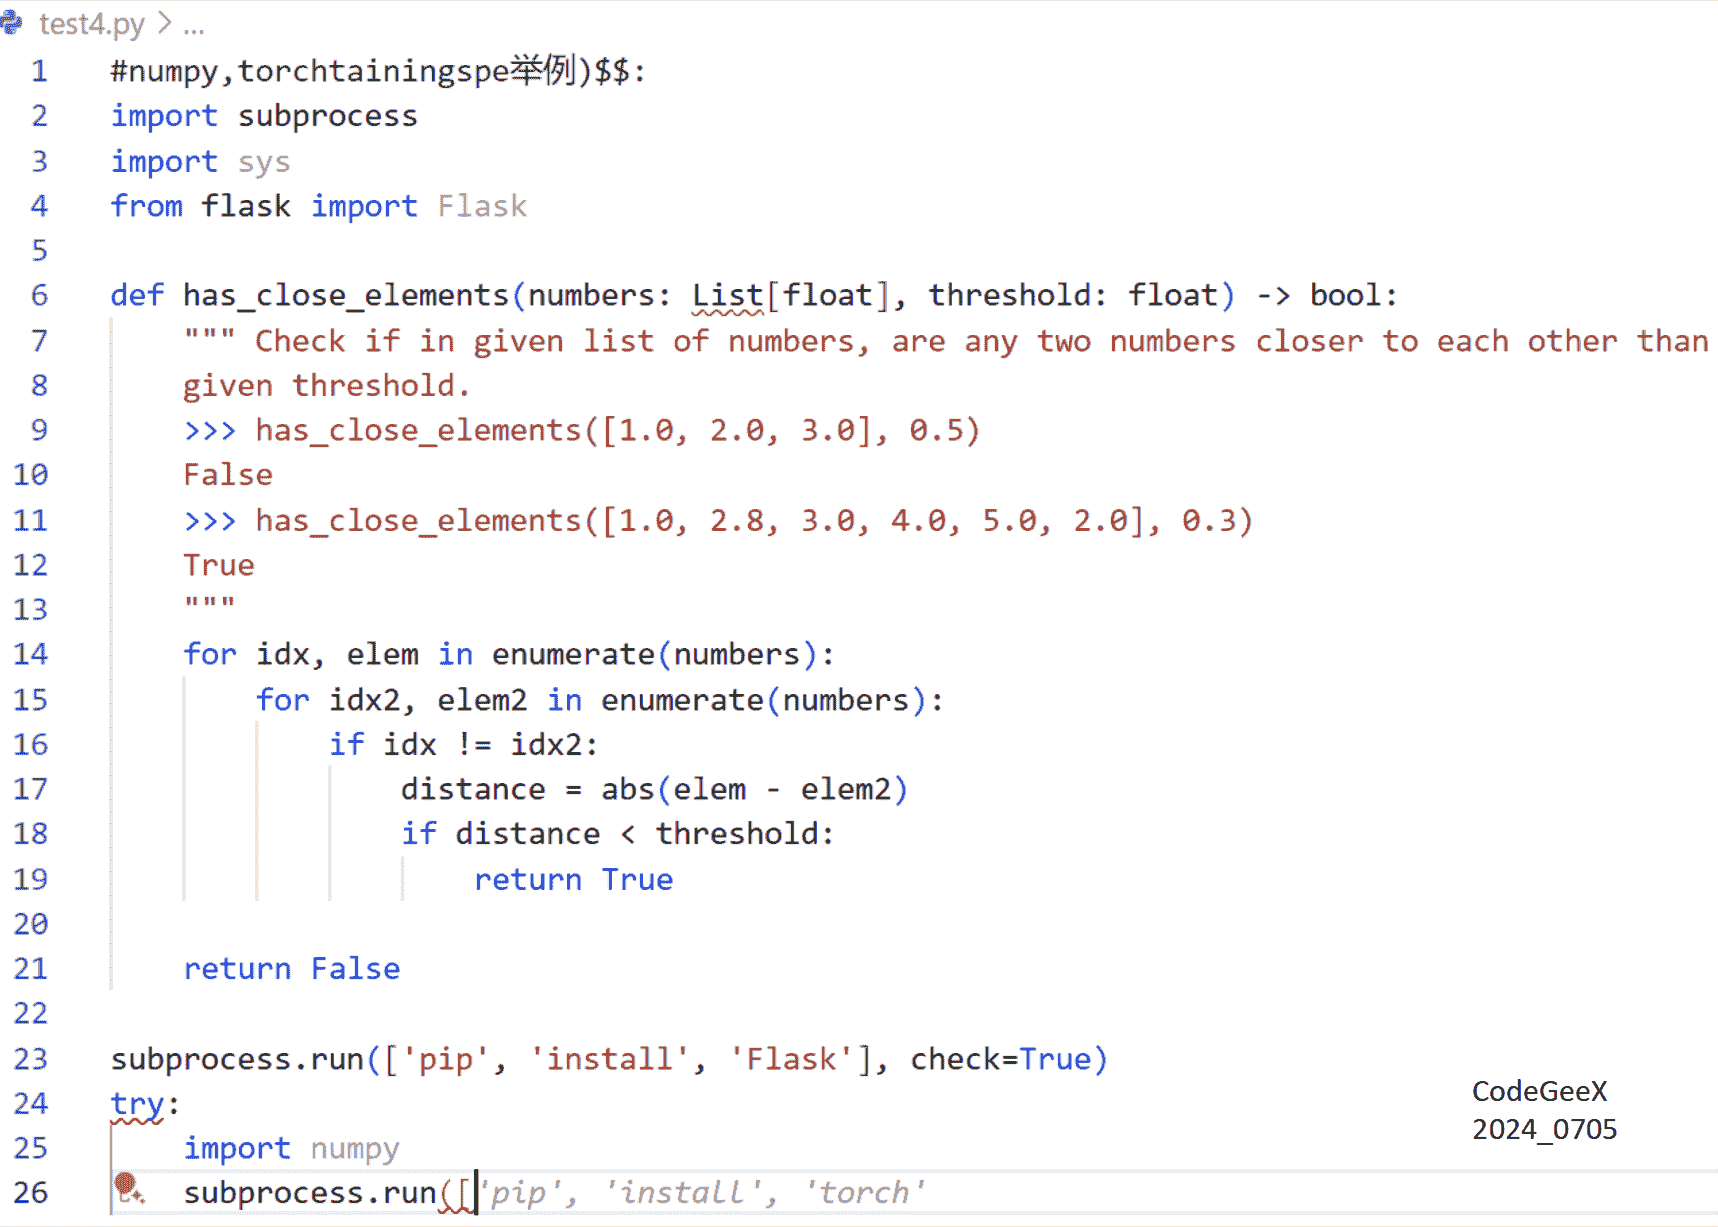 test4.py > ...
1 #numpy,torchtainingspe举例)$$:
2 import subprocess
3 import sys
4 from flask import Flask
5
6 def has_close_elements(numbers: List[float], threshold: float) -> bool:
7     """ Check if in given list of numbers, are any two numbers closer to each other than
8     given threshold.
9     >>> has_close_elements([1.0, 2.0, 3.0], 0.5)
10     False
11     >>> has_close_elements([1.0, 2.8, 3.0, 4.0, 5.0, 2.0], 0.3)
12     True
13     """
14     for idx, elem in enumerate(numbers):
15         for idx2, elem2 in enumerate(numbers):
16             if idx != idx2:
17                 distance = abs(elem - elem2)
18                 if distance < threshold:
19                     return True
20
21     return False
22
23 subprocess.run(['pip', 'install', 'Flask'], check=True)
24 try:
25     import numpy
26     subprocess.run(['pip', 'install', 'torch'
CodeGeeX
2024_0705